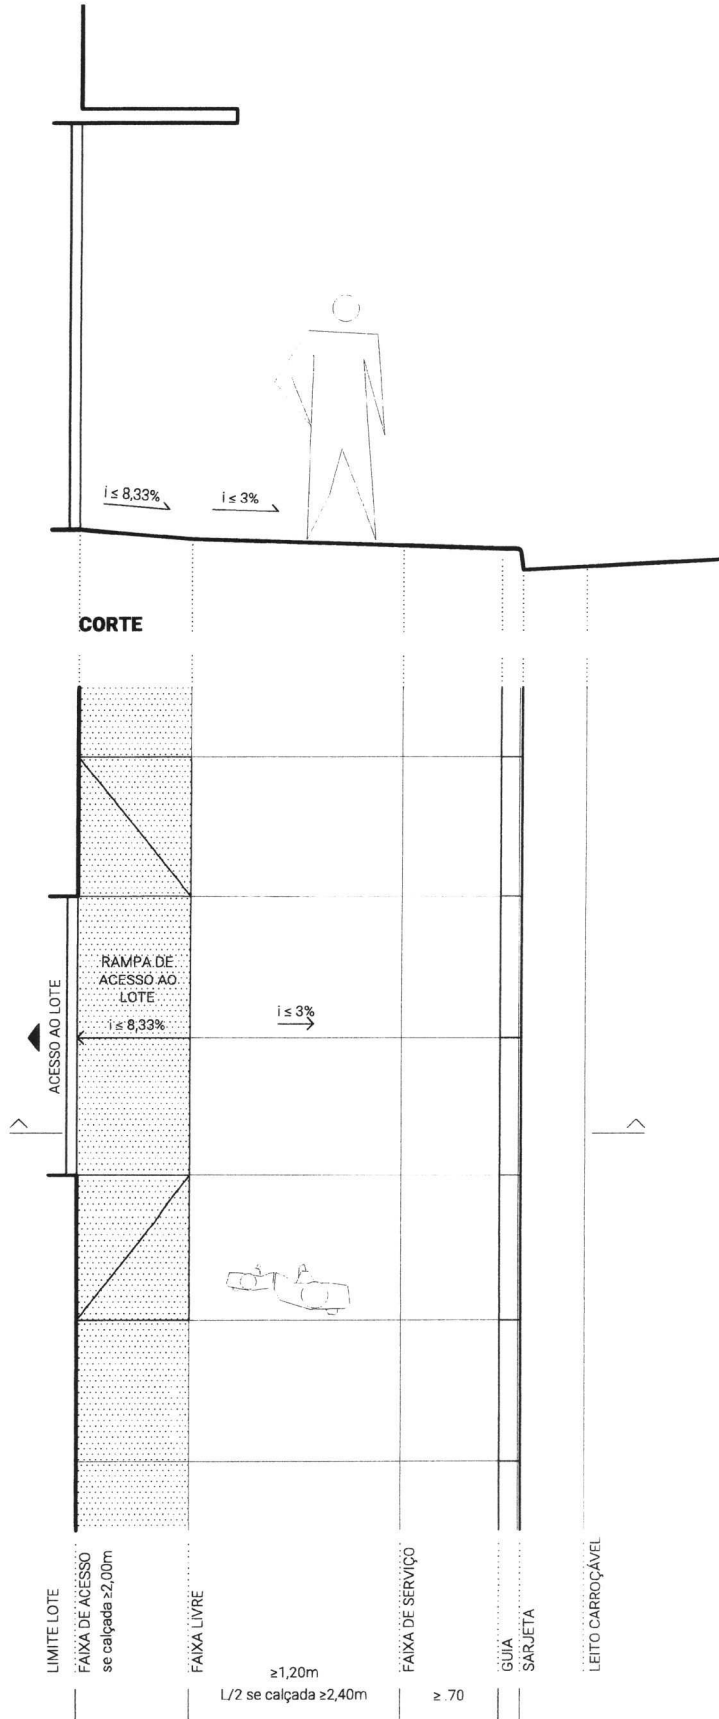 i ≤ 8,33%
i ≤ 3%
CORTE
RAMPA DE
ACESSO AO
LOTE
i ≤ 8,33%
i ≤ 3%
ACESSO AO LOTE
LIMITE LOTE
FAIXA DE ACESSO
se calçada ≥2,00m
FAIXA LIVRE
FAIXA DE SERVIÇO
GUIA
SARJETA
LEITO CARROÇÁVEL
≥1,20m
L/2 se calçada ≥2,40m
≥ .70